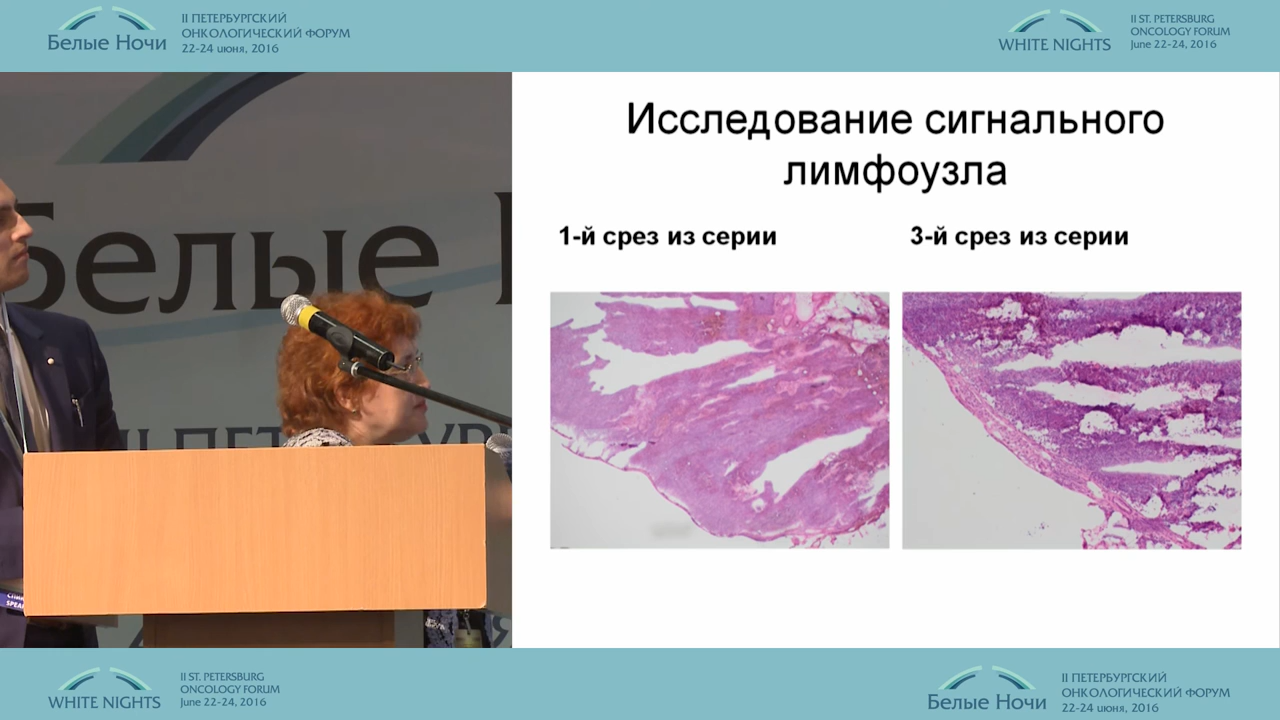 Белые Ночи
II ПЕТЕРБУРГСКИЙ
ОНКОЛОГИЧЕСКИЙ ФОРУМ
22-24 июня, 2016
WHITE NIGHTS
II ST. PETERSBURG
ONCOLOGY FORUM
June 22-24, 2016
Белые
Исследование сигнального
лимфоузла
1-й срез из серии
3-й срез из серии
WHITE NIGHTS
II ST. PETERSBURG
ONCOLOGY FORUM
June 22-24, 2016
Белые Ночи
II ПЕТЕРБУРГСКИЙ
ОНКОЛОГИЧЕСКИЙ ФОРУМ
22-24 июня, 2016